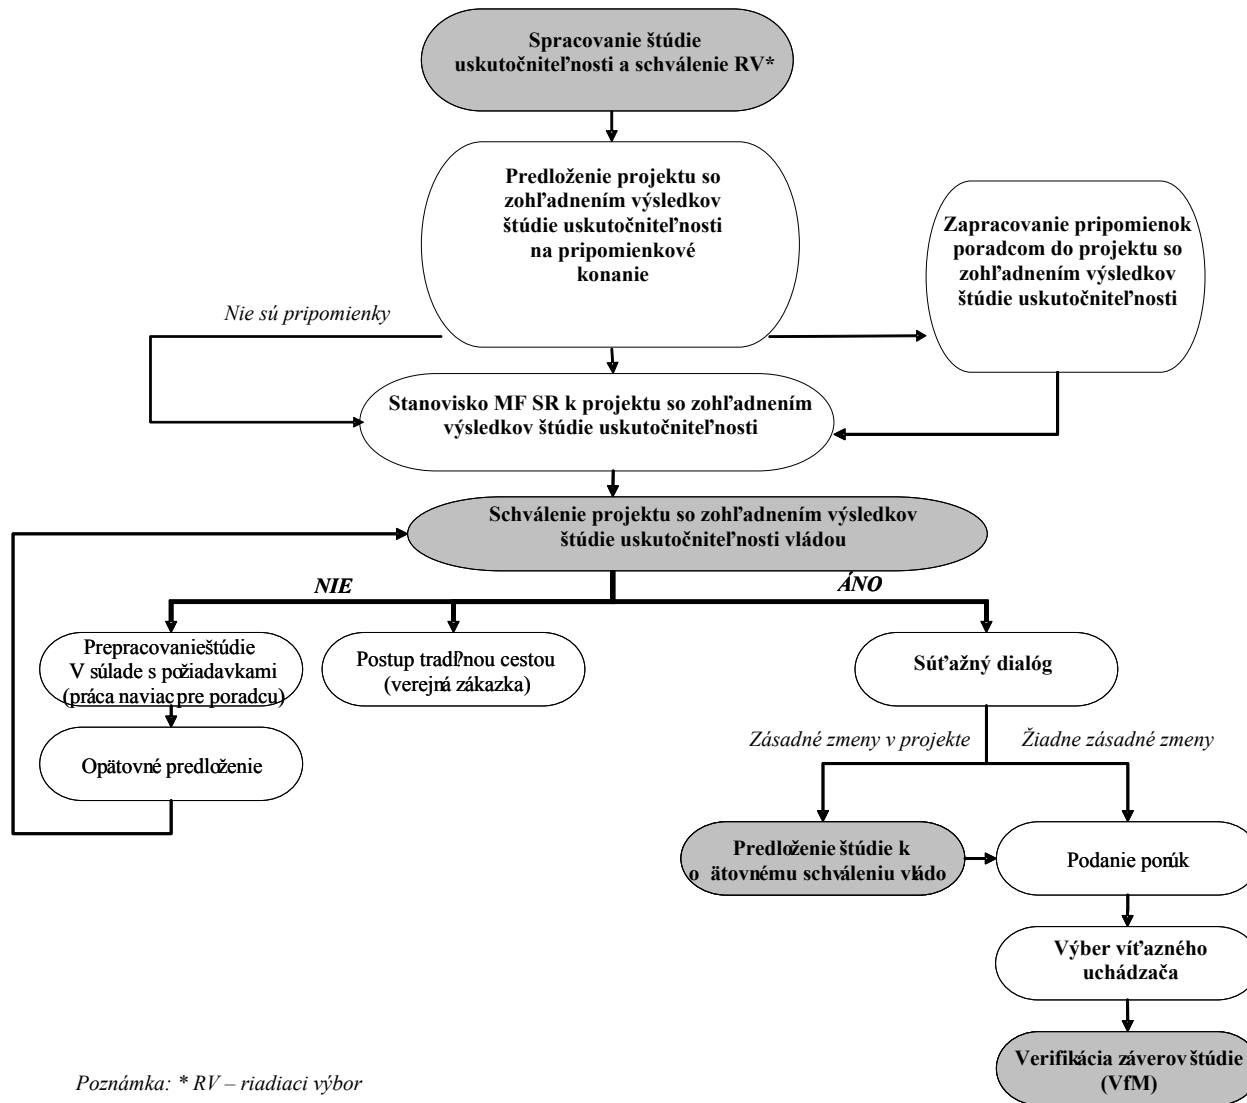 Spracovanie štúdie
uskutočniteľnosti a schválenie RV*
Predloženie projektu so
zohľadnením výsledkov
štúdie uskutočniteľnosti
na pripomienkové
konanie
Zapracovanie pripomienok
poradcom do projektu so
zohľadnením výsledkov
štúdie uskutočniteľnosti
Nie sú pripomienky
Stanovisko MF SR k projektu so zohľadnením
výsledkov štúdie uskutočniteľnosti
Schválenie projektu so zohľadnením výsledkov
štúdie uskutočniteľnosti vládou
NIE
ÁNO
Prepracovanieštúdie
V súlade s požiadavkami
(práca naviac pre poradcu)
Postup cestou
(verejná zákazka)
Súťažný dialóg
Opätovné predloženie
Zásadné zmeny v projekte
Žiadne zásadné zmeny
Predloženie štúdie k
o ätovnému schváleniu vládo
Podanie ponúk
Výber víťazného
uchádzača
Verifikácia záverov štúdie
(VfM)
Poznámka: * RV – riadiaci výbor